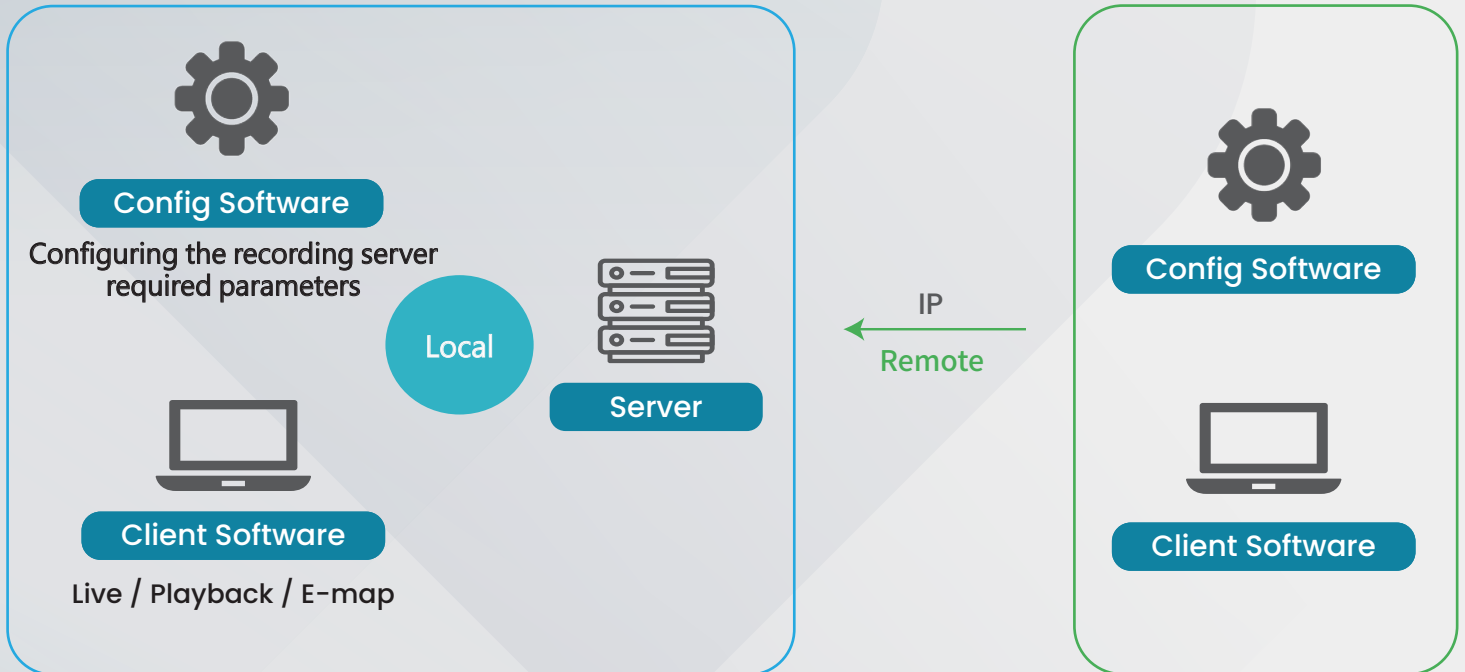 Config Software
Configuring the recording server
required parameters
Local
Server
Client Software
Live / Playback / E-map
IP
Remote
Config Software
Client Software